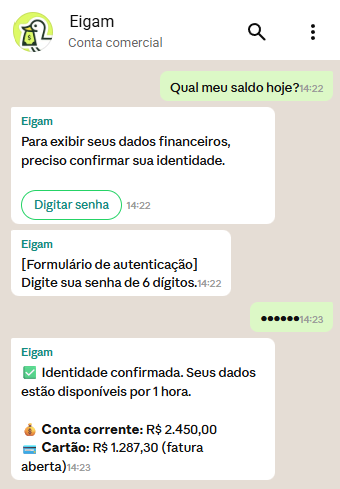 Eigam
Conta comercial
Qual meu saldo hoje?14:22
Eigam
Para exibir seus dados financeiros,
preciso confirmar sua identidade.
Digitar senha 14:22
Eigam
[Formulário de autenticação]
Digite sua senha de 6 dígitos.14:22
●●●●●●14:23
Eigam
✅ Identidade confirmada. Seus dados
estão disponíveis por 1 hora.
💰 Conta corrente: R$ 2.450,00
💳 Cartão: R$ 1.287,30 (fatura
aberta)14:23